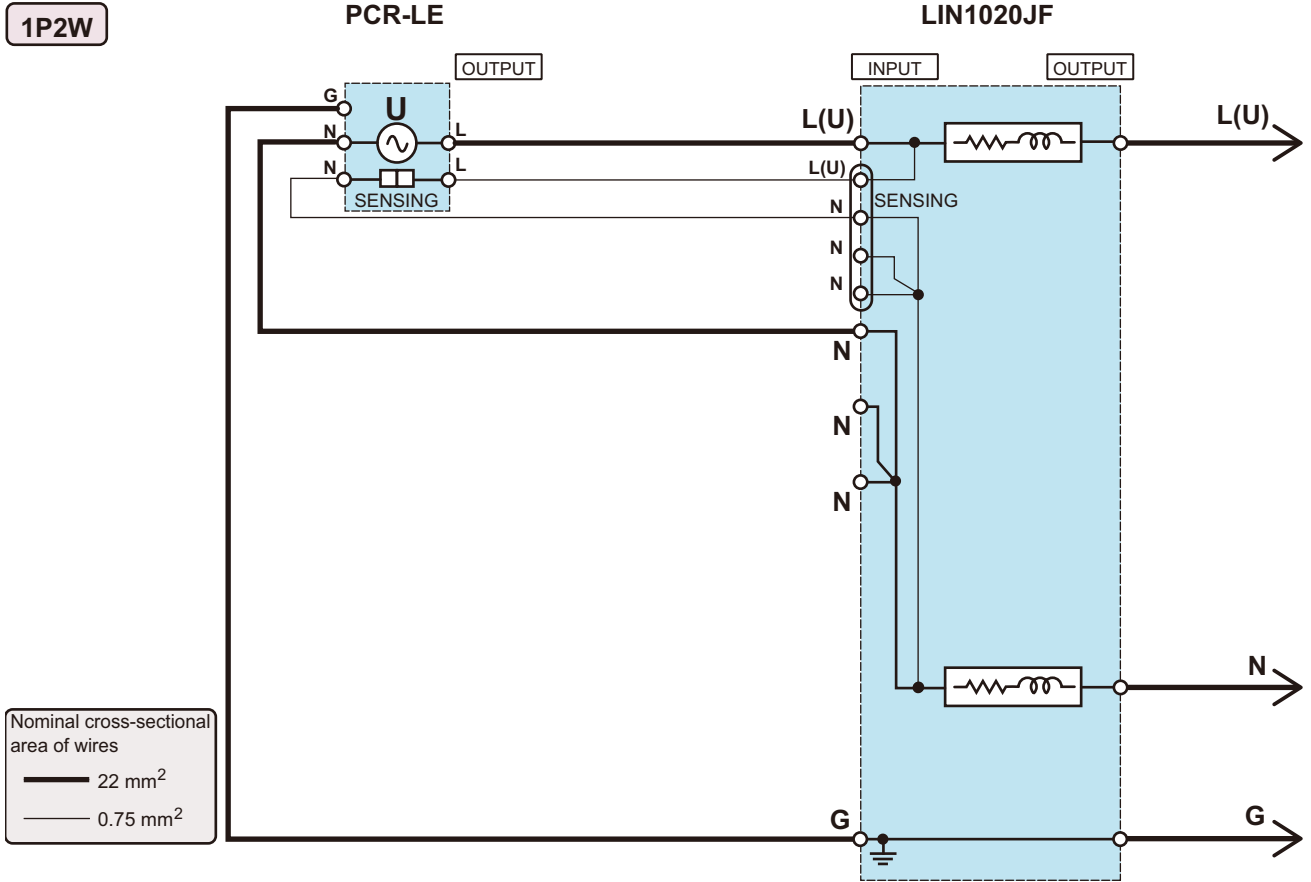 1P2W
PCR-LE
LIN1020JF
OUTPUT
INPUT
OUTPUT
G
U
N
L
L(U)
L(U)
N
L
L(U)
SENSING
SENSING
N
N
N
N
N
N
N
Nominal cross-sectional
area of wires
22 mm2
0.75 mm2
G
G